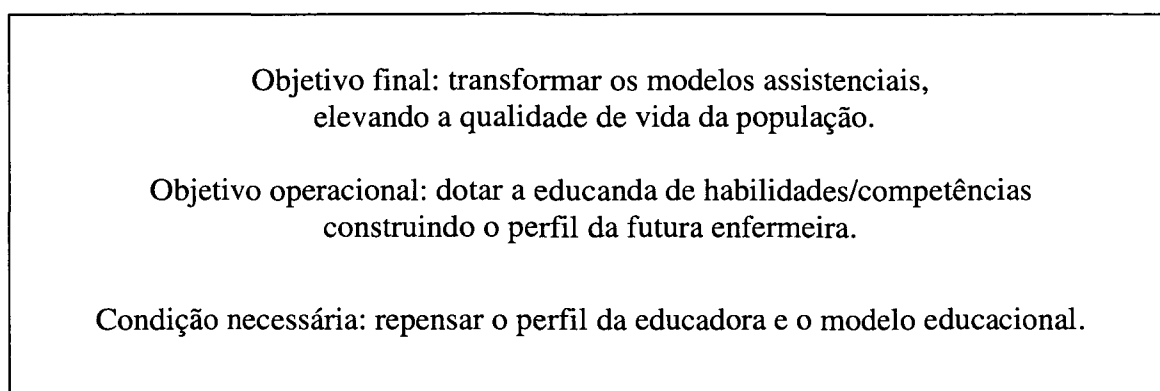 Objetivo final: transformar os modelos assistenciais,
elevando a qualidade de vida da população.
Objetivo operacional: dotar a educanda de habilidades/competências
construindo o perfil da futura enfermeira.
Condição necessária: repensar o perfil da educadora e o modelo educacional.